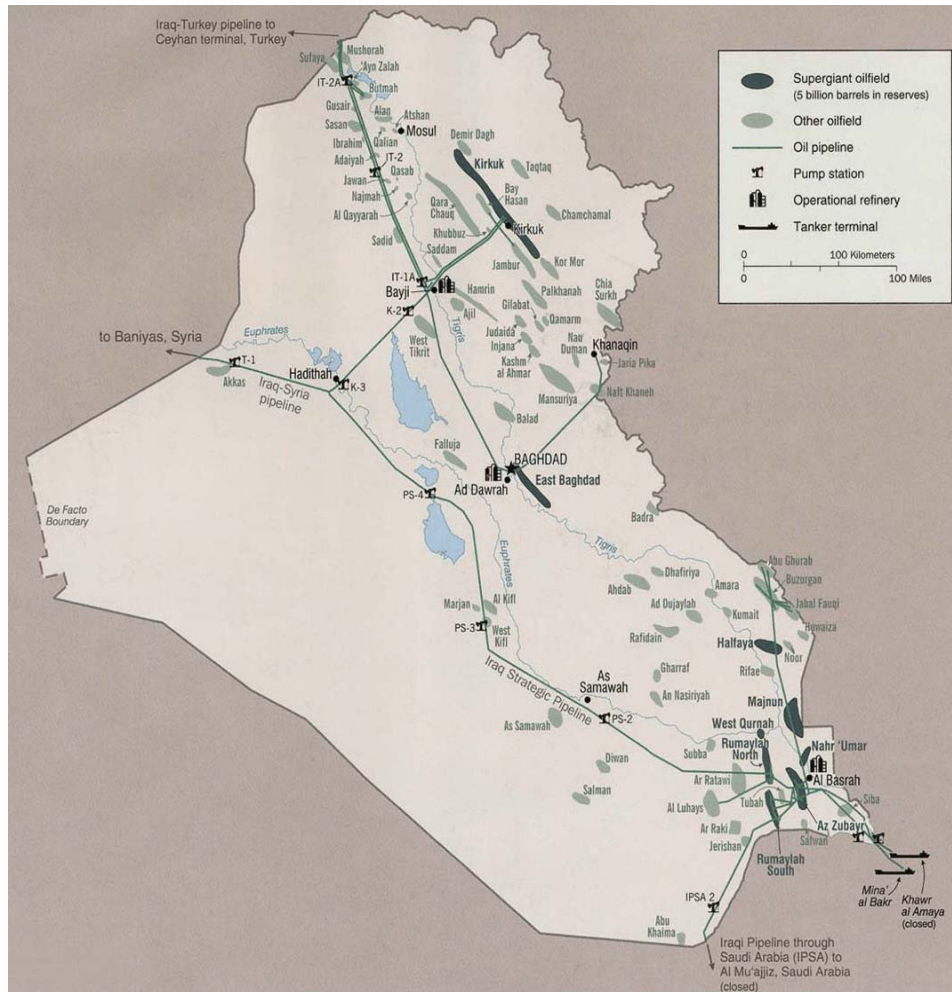 Iraq-Turkey pipeline to
Ceyhan terminal, Turkey
Mushorah
Sufaya
'Ayn Zalah
IT-2A
Butmah
Gusair
Alan
Atshan
Sasan
Mosul
Ibrahim
Qalian
Adaiyah
IT-2
Jawan
Qasab
Najmah
Al Qayyarah
Sadid
Demir Dagh
Kirkuk
Taqtaq
Bay
Hasan
Qara
Chauq
Chamchamal
Khubbuz
Kirkuk
Saddam
Jambur
Kor Mor
IT-1A
Bayji
Hamrin
Palkhanah
Chia
Surkh
K-2
Ajil
Gilabat
Qamarm
West
Tikrit
Tigris
Judaida
Injana
Nau
Duman
Khanaqin
Kashm
al Ahmar
Jaria Pika
Mansuriya
Naft Khaneh
to Baniyas, Syria
Euphrates
T-1
Hadithah
K-3
Akkas
Iraq-Syria
pipeline
Balad
Falluja
BAGHDAD
Ad Dawrah
East Baghdad
PS-4
De Facto
Boundary
Badra
Tigris
Euphrates
Abu Ghurab
Dhafiriya
Buzurgan
Ahdab
Amara
Marjan
Al Kifl
Ad Dujaylah
Kumait
Jabal Fauqi
PS-3
West
Kifl
Rafidain
Huwaiza
Halfaya
Noor
Gharraf
Rifae
Iraq Strategic Pipeline
As
Samawah
An Nasiriyah
Majnun
As Samawah
PS-2
West Qurnah
Subba
Rumaylah
North
Nahr 'Umar
Diwan
Ar Ratawi
Al Basrah
Salman
Tubah
Siba
Al Luhays
Az Zubayr
Ar Raki
Safwan
Jerishan
Rumaylah
South
Mina'
al Bakr
Khawr
al Amaya
(closed)
IPSA 2
Abu
Khaima
Iraqi Pipeline through
Saudi Arabia (IPSA) to
Al Mu'ajjiz, Saudi Arabia
(closed)
Supergiant oilfield
(5 billion barrels in reserves)
Other oilfield
Oil pipeline
Pump station
Operational refinery
Tanker terminal
0 100 Kilometers
0 100 Miles